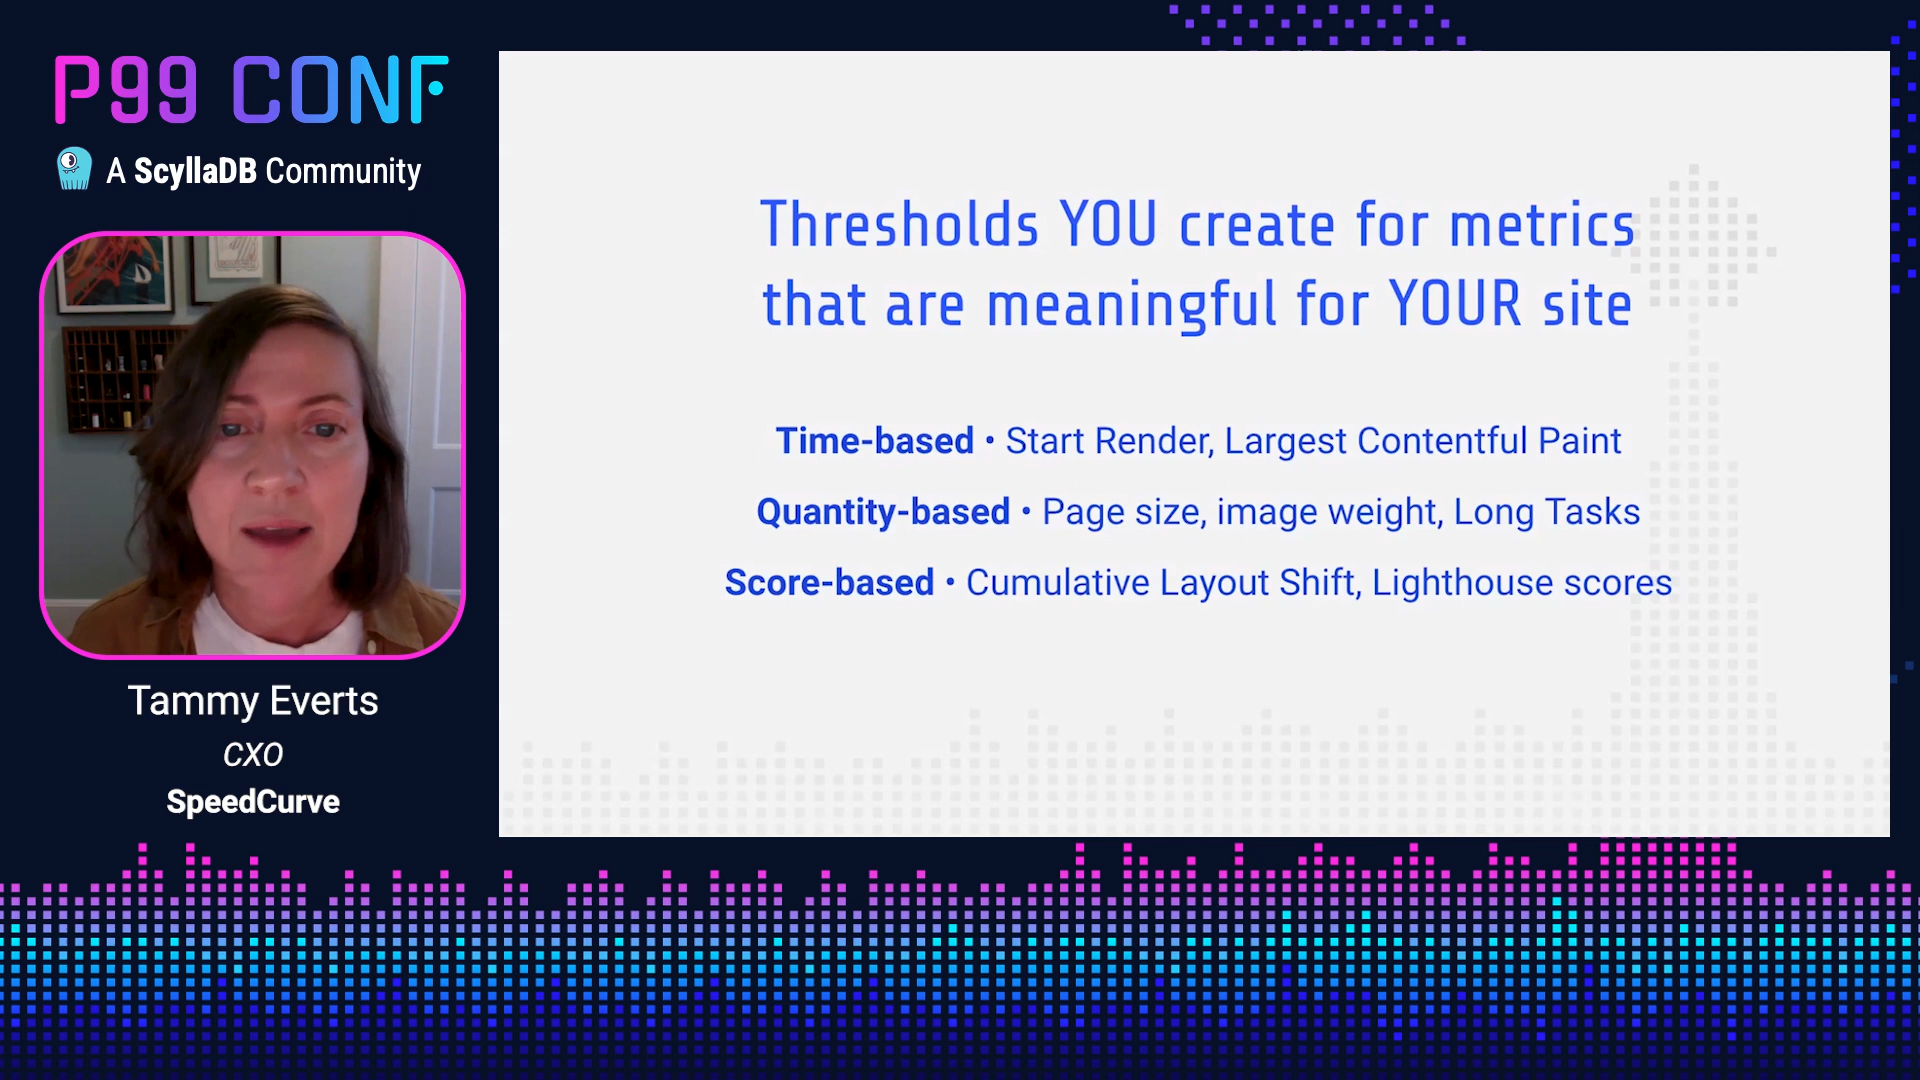 P99 CONF
A ScyllaDB Community
Tammy Everts
CXO
SpeedCurve
Thresholds YOU create for metrics
that are meaningful for YOUR site
Time-based • Start Render, Largest Contentful Paint
Quantity-based • Page size, image weight, Long Tasks
Score-based • Cumulative Layout Shift, Lighthouse scores